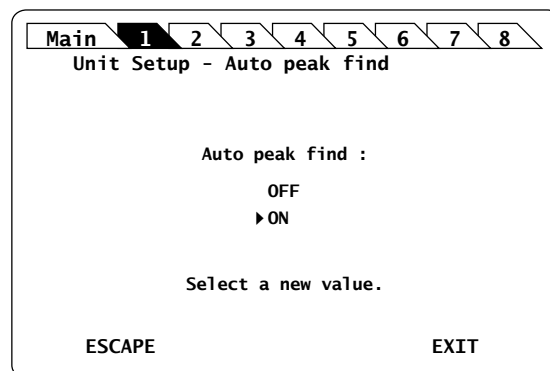 Main 1 2 3 4 5 6 7 8
Unit Setup - Auto peak find
Auto peak find :
OFF
ON
Select a new value.
ESCAPE EXIT